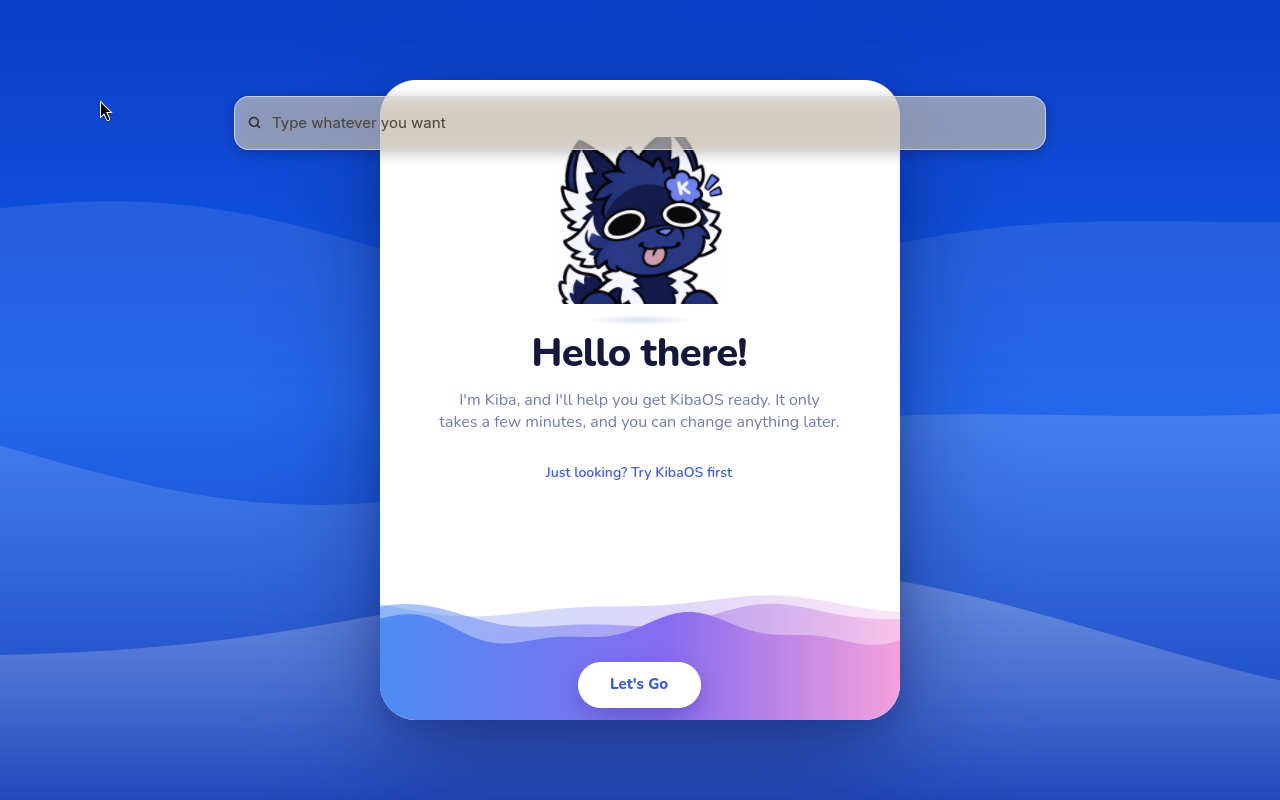 Type whatever you want
K
Hello there!
I'm Kiba, and I'll help you get KibaOS ready. It only
takes a few minutes, and you can change anything later.
Just looking? Try KibaOS first
Let's Go